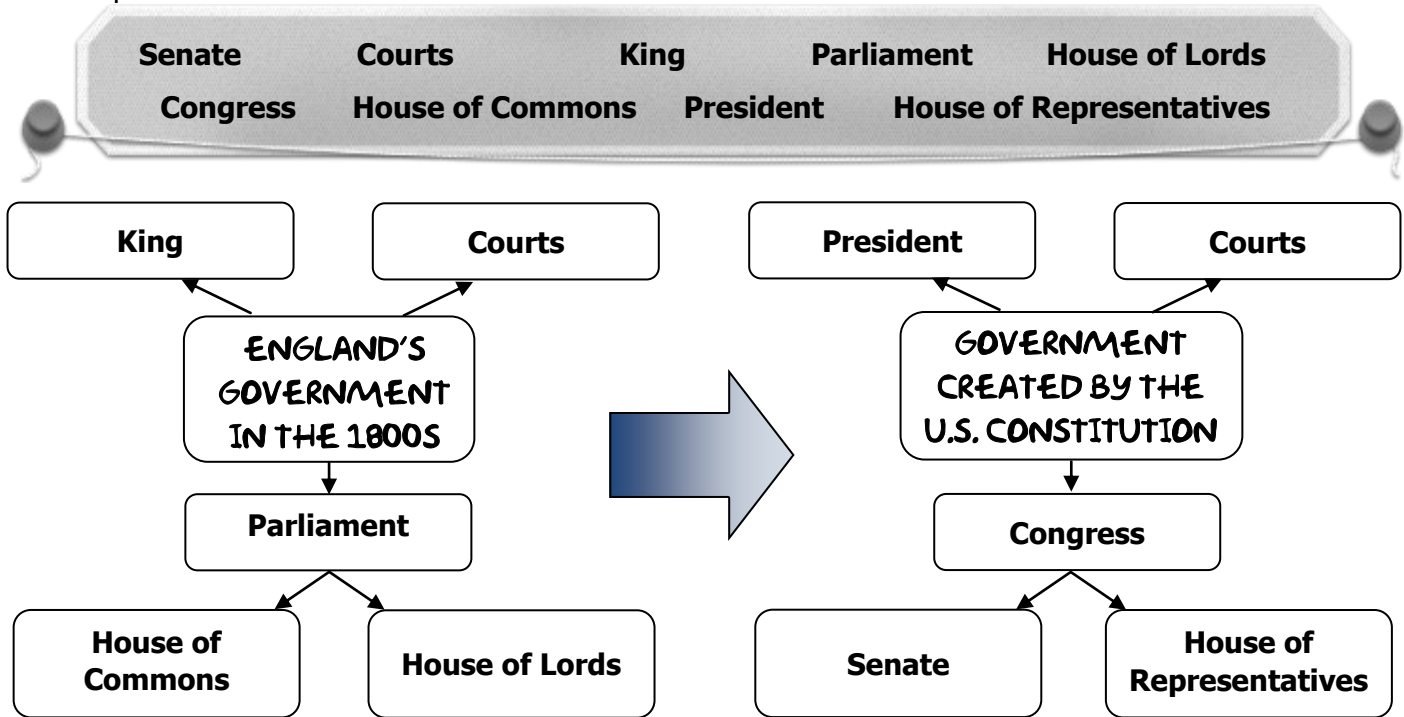 Senate Courts King Parliament House of Lords
Congress House of Commons President House of Representatives
King Courts President Courts
ENGLAND'S
GOVERNMENT
IN THE 1800S
GOVERNMENT
CREATED BY THE
U.S. CONSTITUTION
Parliament
Congress
House of
Commons
House of Lords
Senate
House of
Representatives